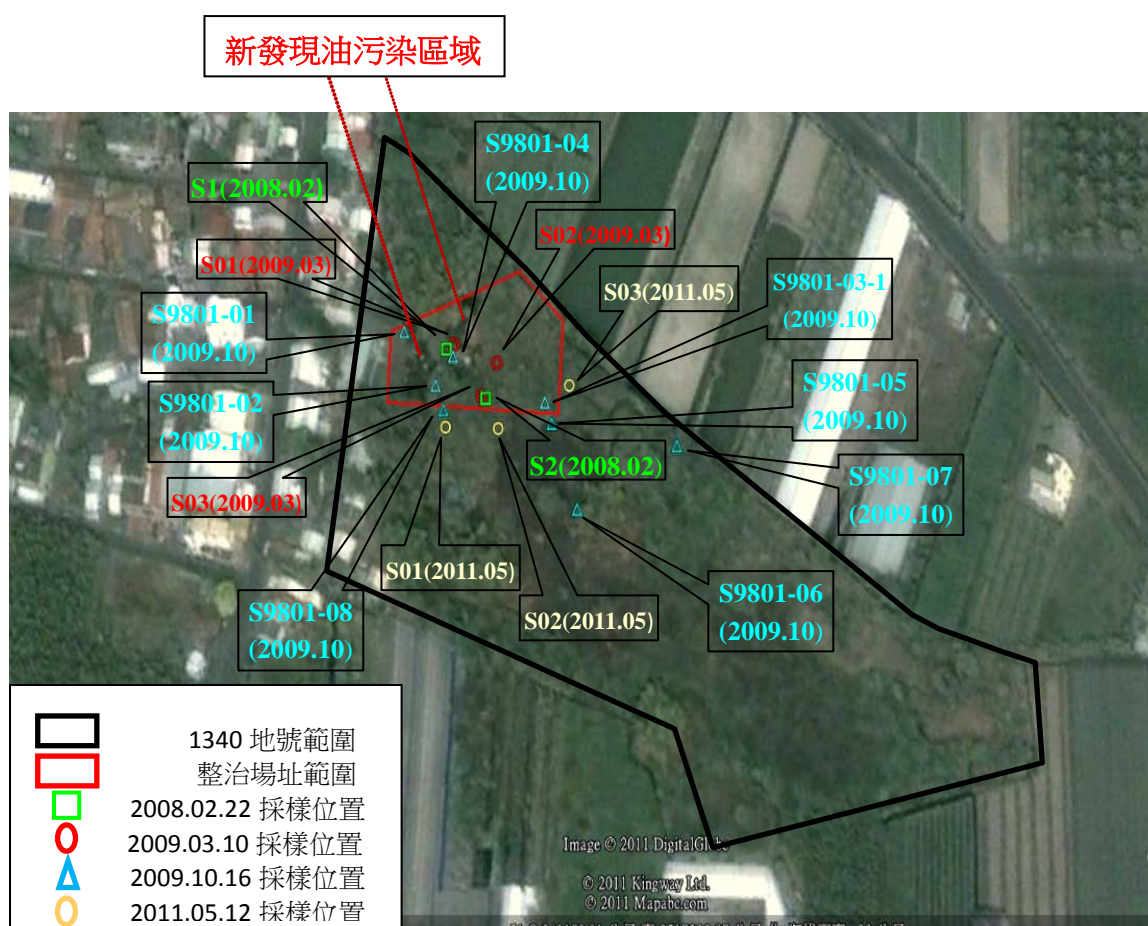 新發現油污染區域
S9801-04
(2009.10)
S1(2008.02)
S02(2009.03)
S01(2009.03)
S03(2011.05)
S9801-03-1
(2009.10)
S9801-01
(2009.10)
S9801-05
(2009.10)
S9801-02
(2009.10)
S2(2008.02)
S9801-07
(2009.10)
S03(2009.03)
S01(2011.05)
S9801-08
(2009.10)
S02(2011.05)
S9801-06
(2009.10)
1340 地號範圍
整治場址範圍
2008.02.22 採樣位置
2009.03.10 採樣位置
2009.10.16 採樣位置
2011.05.12 採樣位置
Image © 2011 DigitalGlobe
© 2011 Kingway Ltd.
© 2011 Mapabc.com